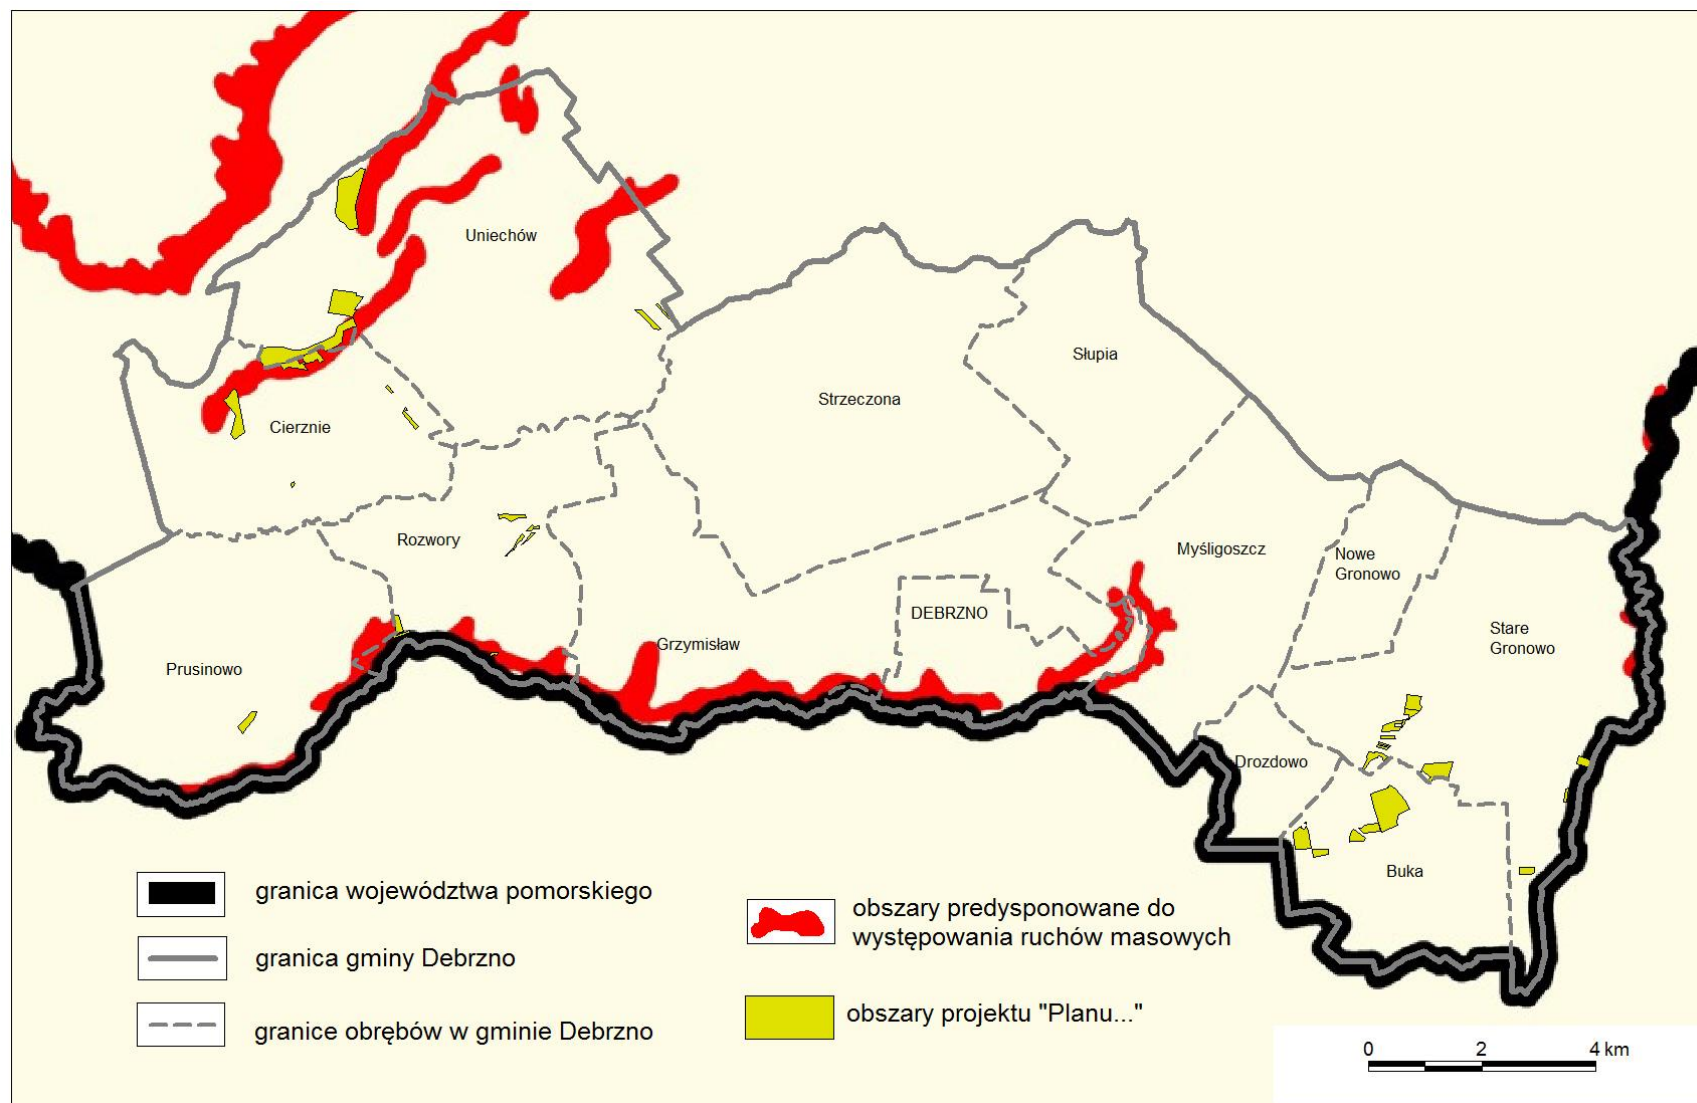 Uniechów
Słupia
Strzeczona
Cierznie
Rozwory
Myśligoszcz
Nowe
Gronowo
DEBRZNO
Stare
Gronowo
Grzymisław
Prusinowo
Drozdowo
Buka
granica województwa pomorskiego
granica gminy Debrzno
granice obrębów w gminie Debrzno
obszary predysponowane do
występowania ruchów masowych
obszary projektu "Planu..."
0 2 4 km